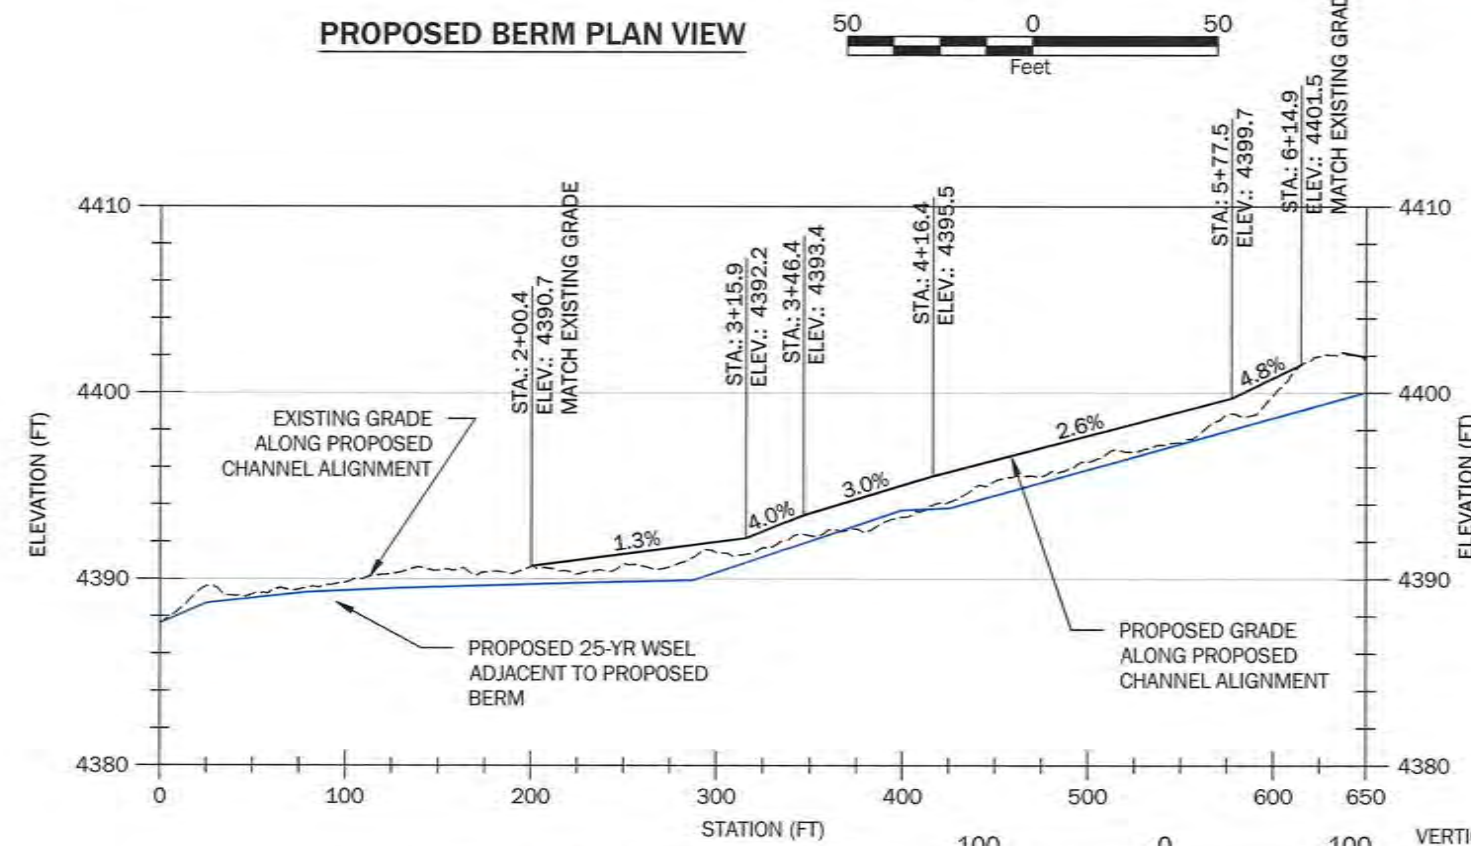 PROPOSED BERM PLAN VIEW
50 0 50
Feet
STA.: 2+00.4
ELEV.: 4390.7
MATCH EXISTING GRADE
STA.: 3+15.9
ELEV.: 4392.2
STA.: 3+46.4
ELEV.: 4393.4
STA.: 4+16.4
ELEV.: 4395.5
STA.: 5+77.5
ELEV.: 4399.7
STA.: 6+14.9
ELEV.: 4401.5
MATCH EXISTING GRAD
4410
4400
4390
4380
ELEVATION (FT)
EXISTING GRADE
ALONG PROPOSED
CHANNEL ALIGNMENT
1.3%
4.0%
3.0%
2.6%
4.8%
PROPOSED 25-YR WSEL
ADJACENT TO PROPOSED
BERM
PROPOSED GRADE
ALONG PROPOSED
CHANNEL ALIGNMENT
4410
4400
4390
4380
ELEVATION (FT)
0 100 200 300 400 500 600 650
STATION (FT)
100 0 100
VERTI